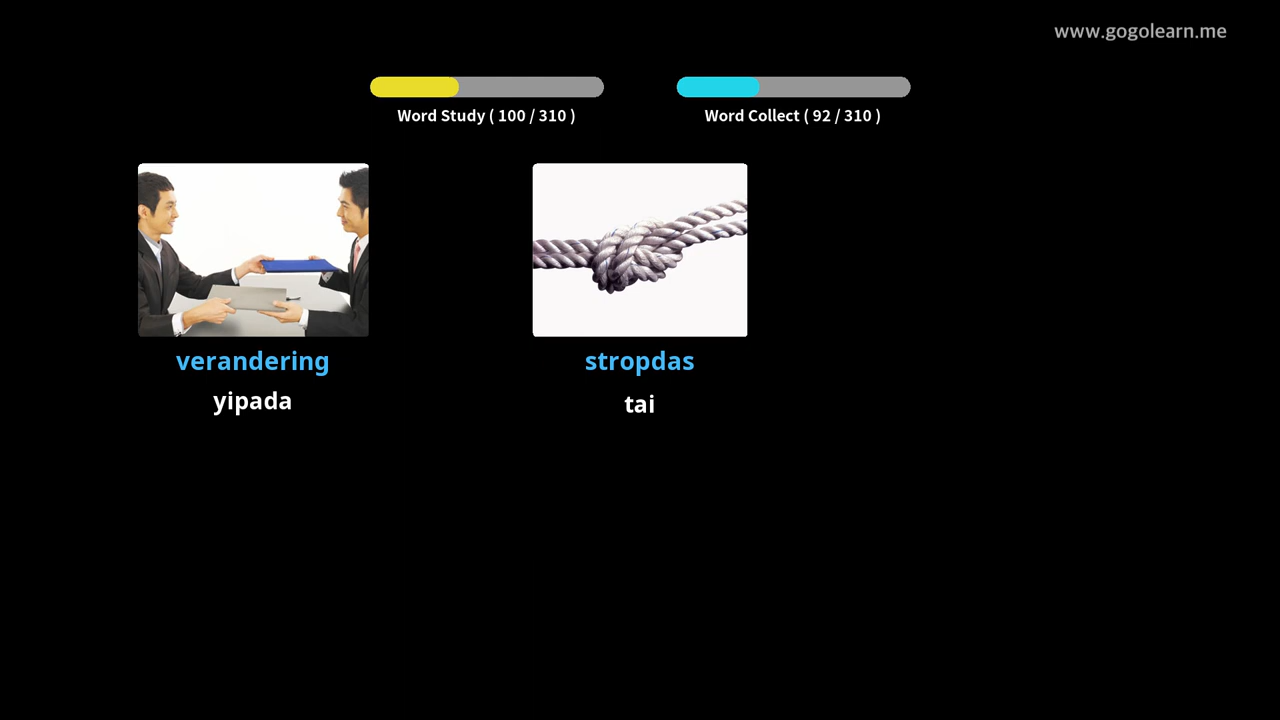 www.gogolearn.me
Word Study ( 100 / 310 )
Word Collect ( 92 / 310 )
verandering
yipada
stropdas
tai